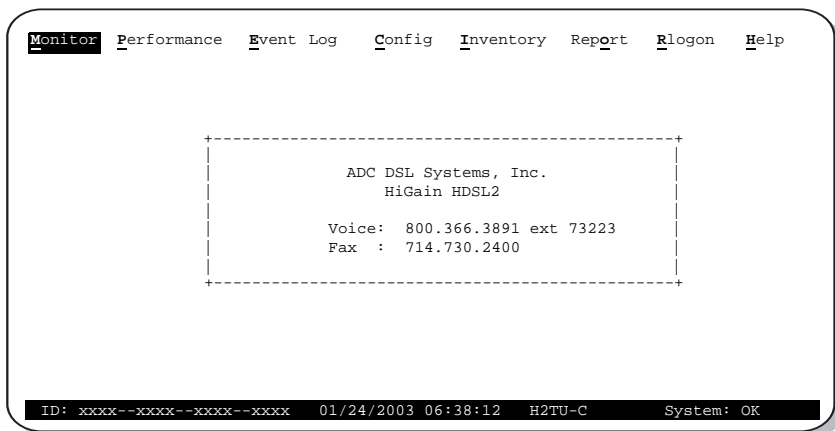 Monitor Performance Event Log Config Inventory Report Rlogon Help
ADC DSL Systems, Inc.
HiGain HDSL2
Voice: 800.366.3891 ext 73223
Fax : 714.730.2400
ID: xxxx--xxxx--xxxx--xxxx 01/24/2003 06:38:12 H2TU-C System: OK